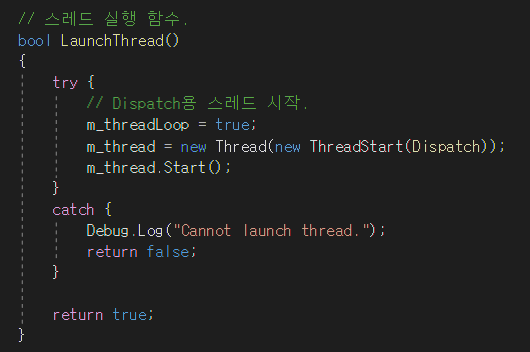 // 스레드 실행 함수.
bool LaunchThread()
{
try {
// Dispatch용 스레드 시작.
m_threadLoop = true;
m_thread = new Thread(new ThreadStart(Dispatch));
m_thread.Start();
}
catch {
Debug.Log("Cannot launch thread.");
return false;
}
return true;
}